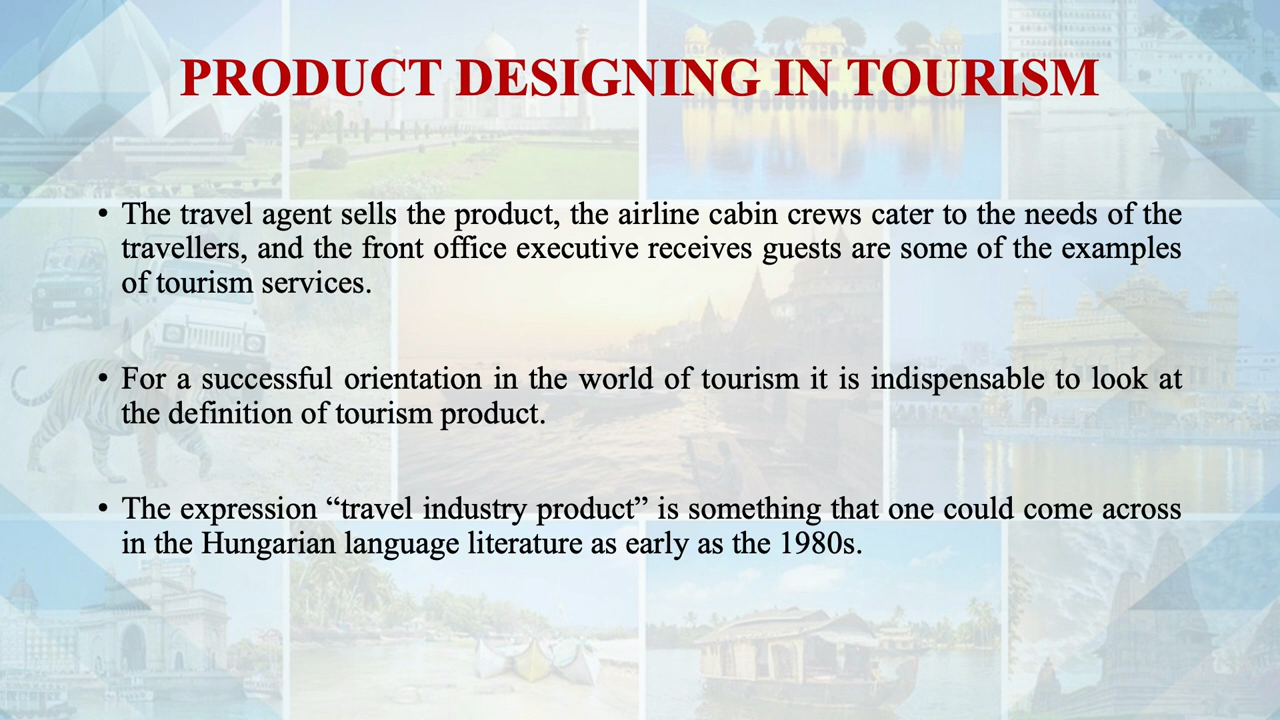 PRODUCT DESIGNING IN TOURISM
• The travel agent sells the product, the airline cabin crews cater to the needs of the
travellers, and the front office executive receives guests are some of the examples
of tourism services.
• For a successful orientation in the world of tourism it is indispensable to look at
the definition of tourism product.
• The expression “travel industry product” is something that one could come across
in the Hungarian language literature as early as the 1980s.